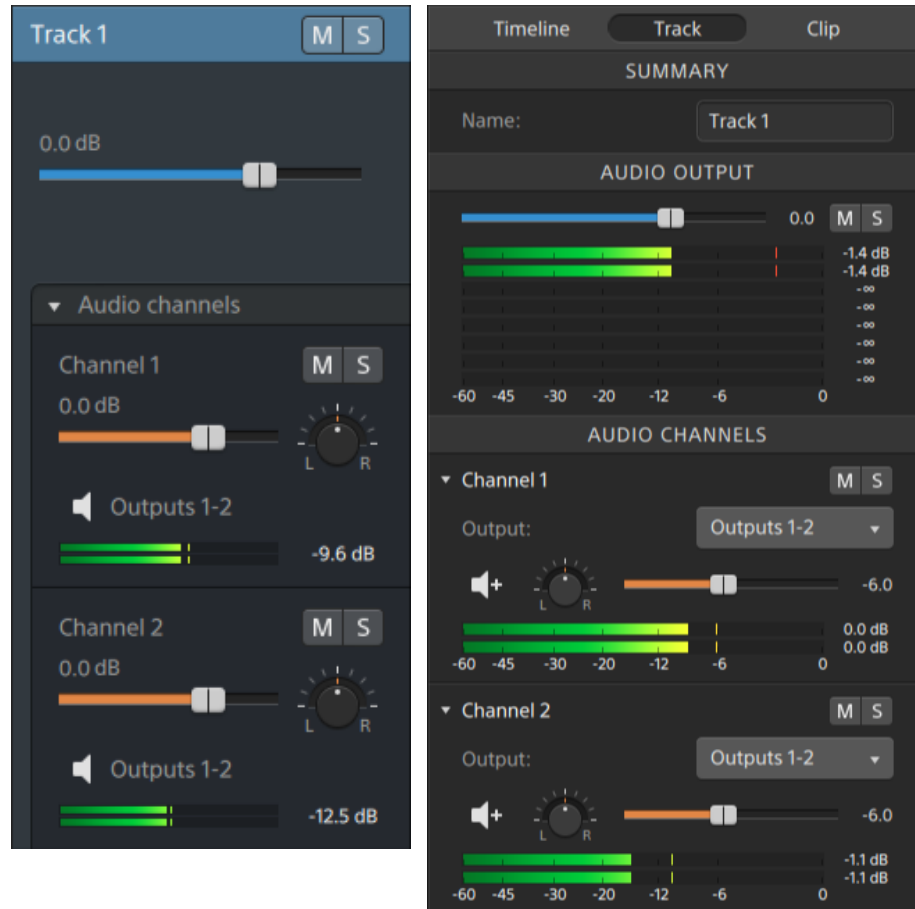 Track 1 M S
0.0 dB
Audio channels
Channel 1 M S
0.0 dB
L R
Outputs 1-2
-9.6 dB
Channel 2 M S
0.0 dB
L R
Outputs 1-2
-12.5 dB
Timeline Track Clip
SUMMARY
Name: Track 1
AUDIO OUTPUT
0.0 M S
-1.4 dB
-1.4 dB
-∞
-∞
-∞
-∞
-∞
-∞
-60 -45 -30 -20 -12 -6 0
AUDIO CHANNELS
Channel 1 M S
Output: Outputs 1-2
L R -6.0
0.0 dB
0.0 dB
-60 -45 -30 -20 -12 -6 0
Channel 2 M S
Output: Outputs 1-2
L R -6.0
-1.1 dB
-1.1 dB
-60 -45 -30 -20 -12 -6 0